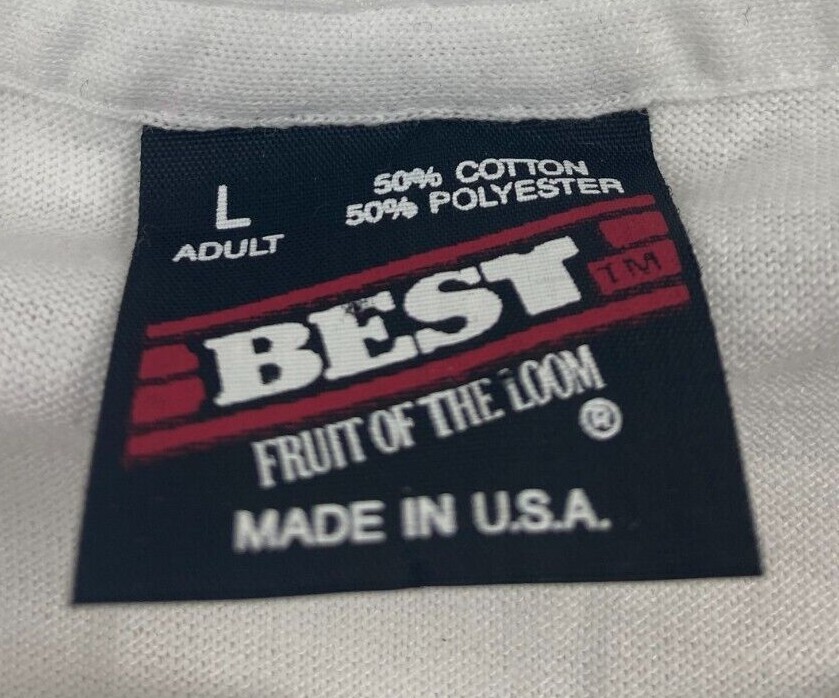 L
ADULT
50% COTTON
50% POLYESTER
BEST TM
FRUIT OF THE LOOM ®
MADE IN U.S.A.